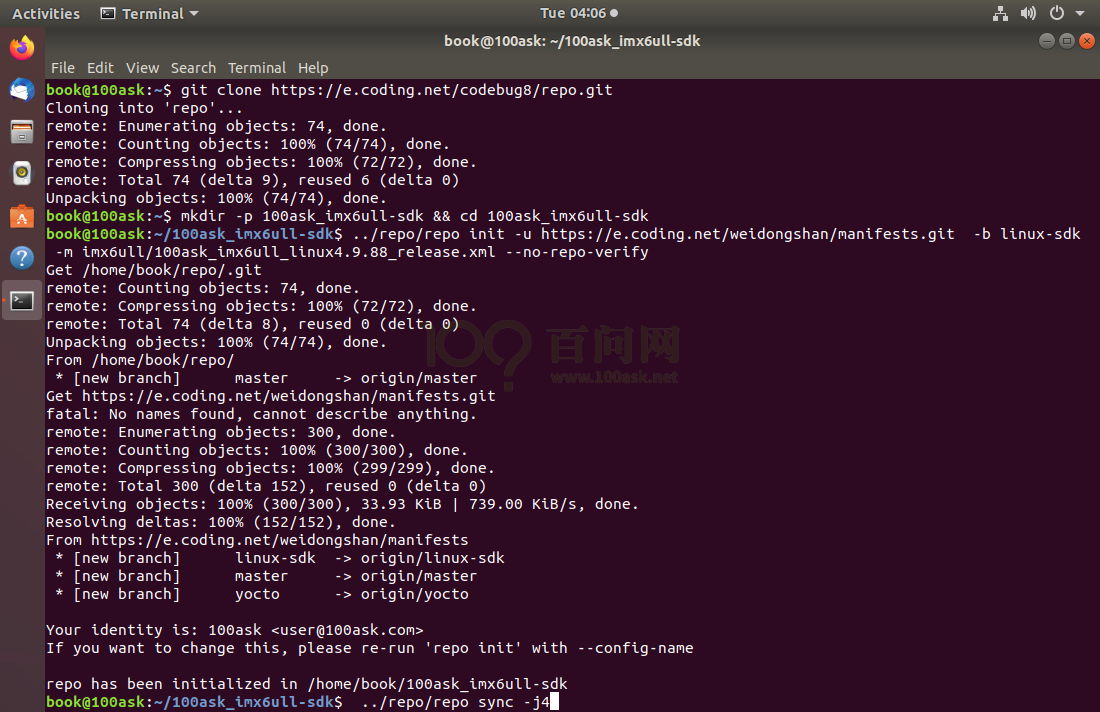 Activities Terminal Tue 04:06
book@100ask: ~/100ask_imx6ull-sdk
File Edit View Search Terminal Help
book@100ask:~$ git clone https://e.coding.net/codebug8/repo.git
Cloning into 'repo'...
remote: Enumerating objects: 74, done.
remote: Counting objects: 100% (74/74), done.
remote: Compressing objects: 100% (72/72), done.
remote: Total 74 (delta 9), reused 6 (delta 0)
Unpacking objects: 100% (74/74), done.
book@100ask:~$ mkdir -p 100ask_imx6ull-sdk && cd 100ask_imx6ull-sdk
book@100ask:~/100ask_imx6ull-sdk$ ../repo/repo init -u https://e.coding.net/weidongshan/manifests.git  -b linux-sdk
 -m imx6ull/100ask_imx6ull_linux4.9.88_release.xml --no-repo-verify
Get /home/book/repo/.git
remote: Counting objects: 74, done.
remote: Compressing objects: 100% (72/72), done.
remote: Total 74 (delta 8), reused 0 (delta 0)
Unpacking objects: 100% (74/74), done.
From /home/book/repo/
 * [new branch]      master     -> origin/master
Get https://e.coding.net/weidongshan/manifests.git
fatal: No names found, cannot describe anything.
remote: Enumerating objects: 300, done.
remote: Counting objects: 100% (300/300), done.
remote: Compressing objects: 100% (299/299), done.
remote: Total 300 (delta 152), reused 0 (delta 0)
Receiving objects: 100% (300/300), 33.93 KiB | 739.00 KiB/s, done.
Resolving deltas: 100% (152/152), done.
From https://e.coding.net/weidongshan/manifests
 * [new branch]      linux-sdk  -> origin/linux-sdk
 * [new branch]      master     -> origin/master
 * [new branch]      yocto      -> origin/yocto
Your identity is: 100ask <user@100ask.com>
If you want to change this, please re-run 'repo init' with --config-name
repo has been initialized in /home/book/100ask_imx6ull-sdk
book@100ask:~/100ask_imx6ull-sdk$  ../repo/repo sync -j4
100?
百问网
www.100ask.net